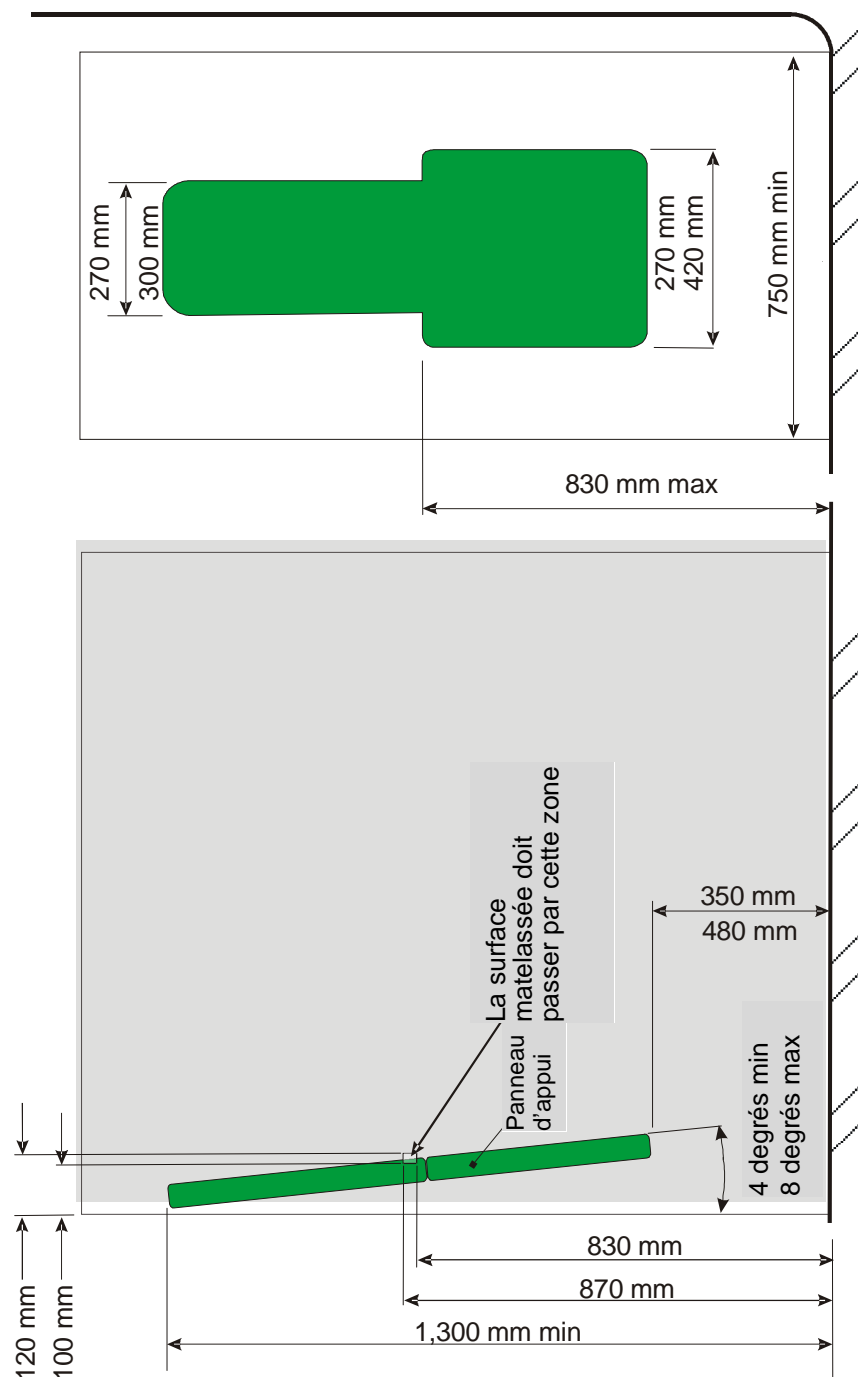 270 mm
300 mm
270 mm
420 mm
750 mm min
830 mm max
La surface
matelassée doit
passer par cette zone
Panneau
d'appui
350 mm
480 mm
4 degrés min
8 degrés max
830 mm
870 mm
1,300 mm min
120 mm
100 mm